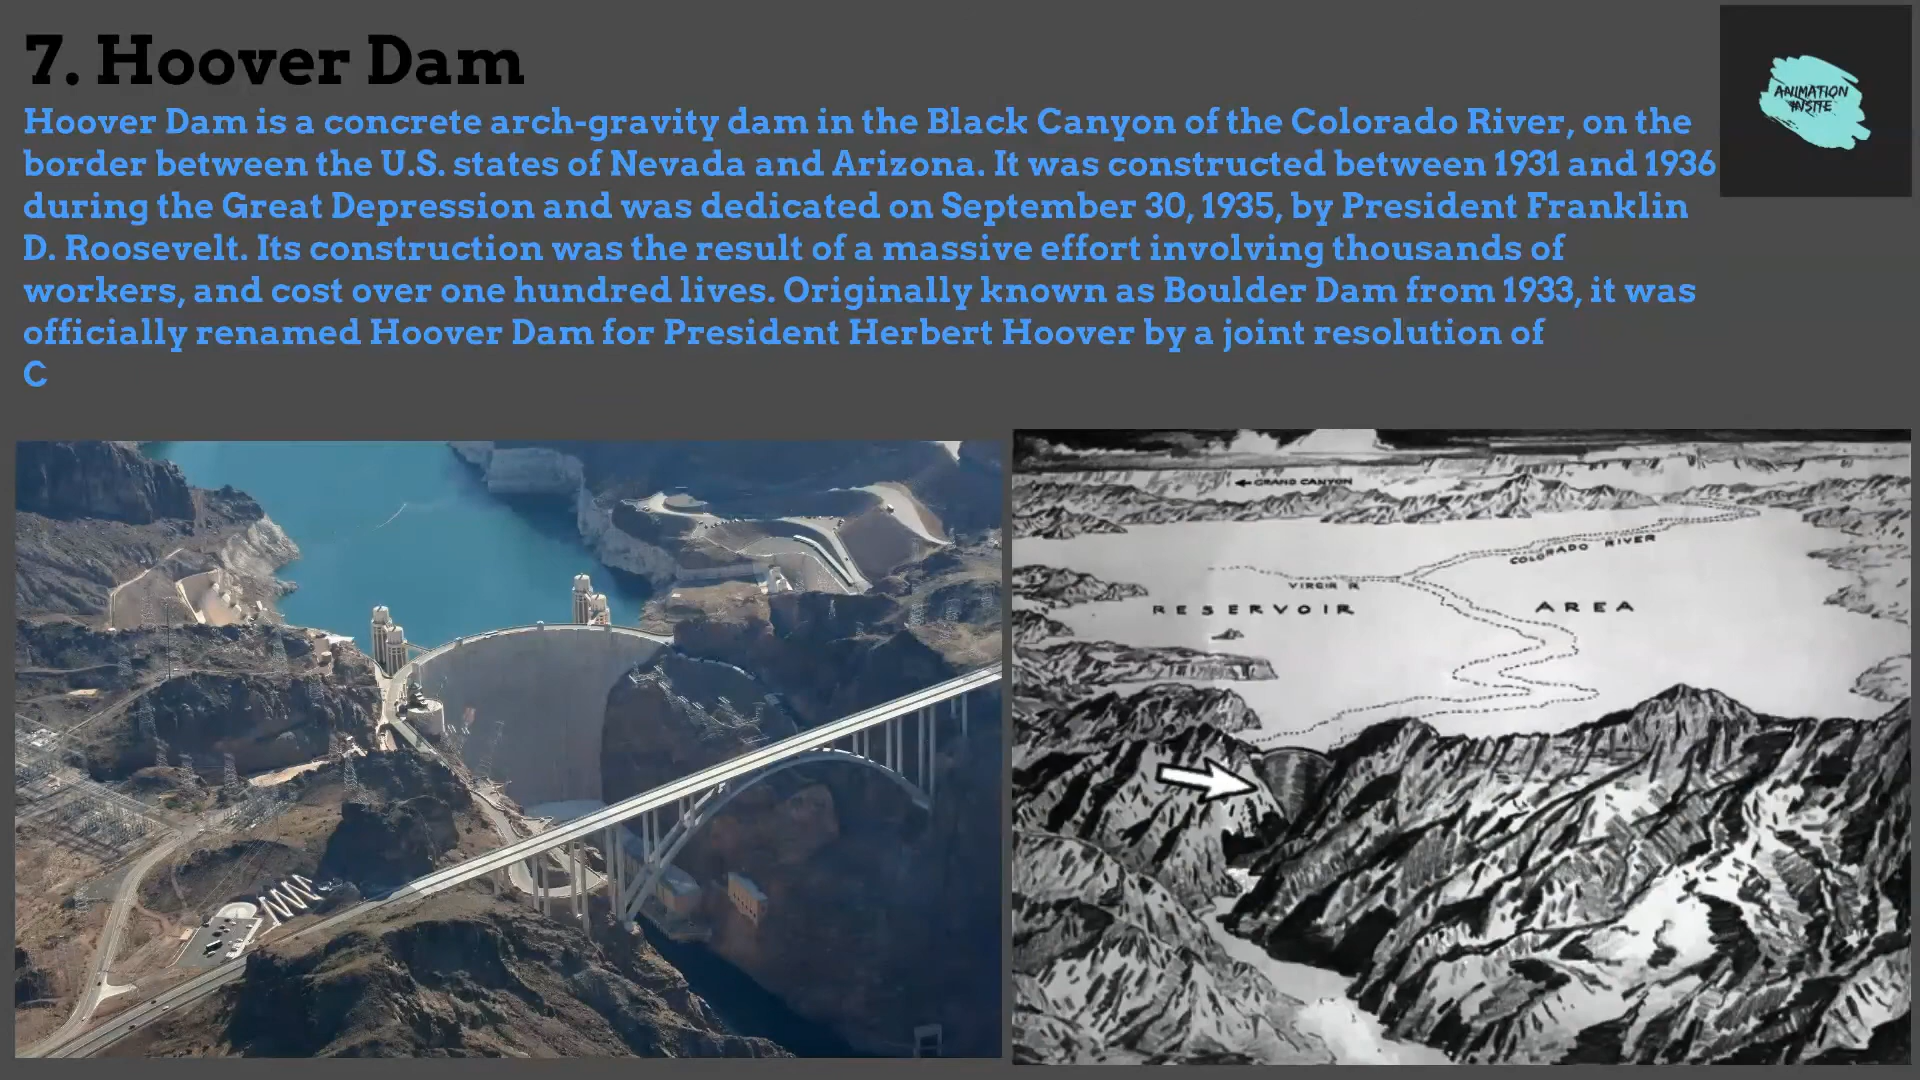 7. Hoover Dam
Hoover Dam is a concrete arch-gravity dam in the Black Canyon of the Colorado River, on the
border between the U.S. states of Nevada and Arizona. It was constructed between 1931 and 1936
during the Great Depression and was dedicated on September 30, 1935, by President Franklin
D. Roosevelt. Its construction was the result of a massive effort involving thousands of
workers, and cost over one hundred lives. Originally known as Boulder Dam from 1933, it was
officially renamed Hoover Dam for President Herbert Hoover by a joint resolution of
C
ANIMATION
INSITE
GRAND CANYON
COLORADO RIVER
VIRGIN R
RESERVOIR AREA